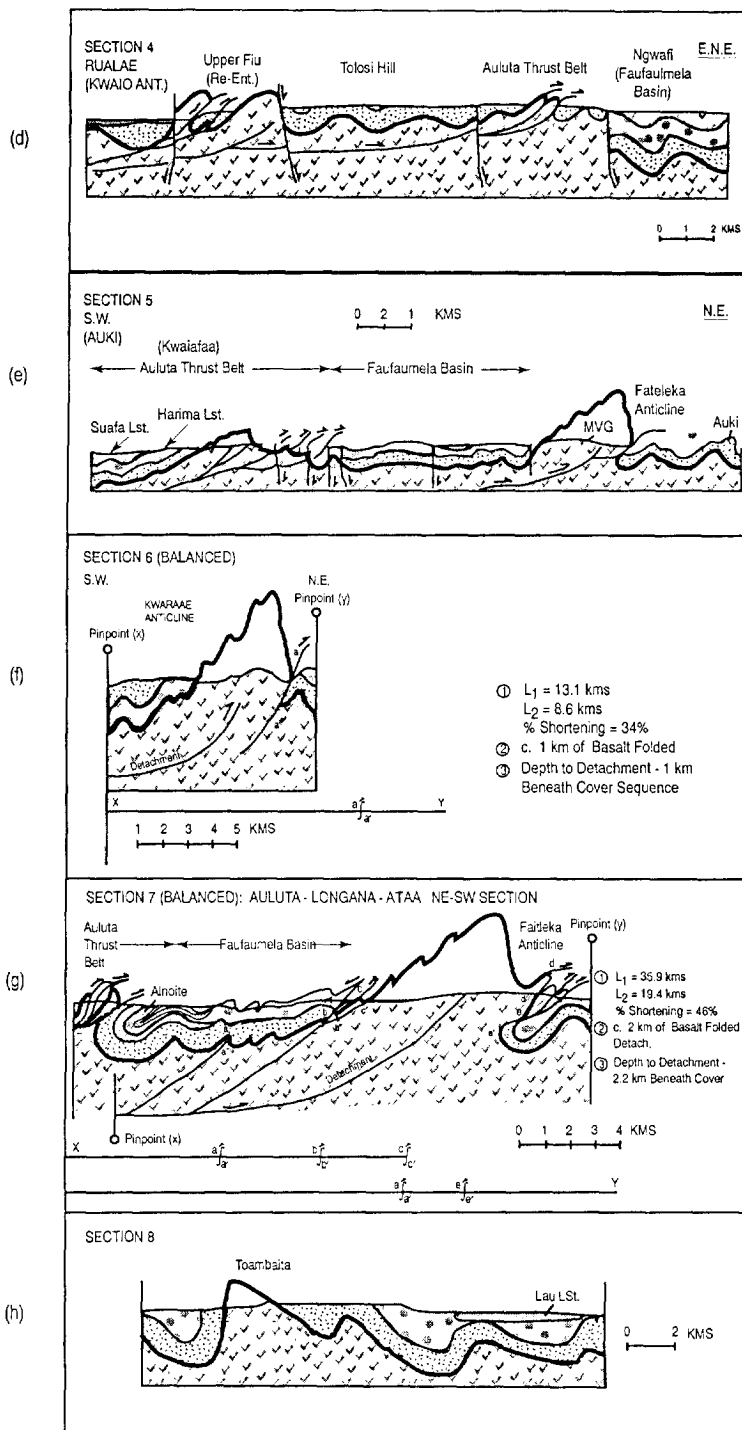 (d)
SECTION 4
RUALAE
(KWAIO ANT.)
Upper Fiu
(Re-Ent.)
Tolosi Hill
Auluta Thrust Belt
Ngwafi
(Faufaulmela
Basin)
E.N.E.
0 1 2 KMS
(e)
SECTION 5
S.W.
(AUKI)
0 2 1 KMS
N.E.
(Kwaiafaa)
Auluta Thrust Belt
Faufaumela Basin
Suafa Lst.
Harima Lst.
MVG
Fateleka
Anticline
Auki
(f)
SECTION 6 (BALANCED)
S.W.
N.E.
KWARAAE
ANTICLINE
Pinpoint (x)
Pinpoint (y)
a
a'
Detachment
X
a
a'
Y
1 2 3 4 5 KMS
① L1 = 13.1 kms
L2 = 8.6 kms
% Shortening = 34%
② c. 1 km of Basalt Folded
③ Depth to Detachment - 1 km
Beneath Cover Sequence
(g)
SECTION 7 (BALANCED): AULUTA - LONGANA - ATAA NE-SW SECTION
Auluta
Thrust
Belt
Faufaumela Basin
Alnoite
Pinpoint (y)
d
Detachment
Pinpoint (x)
① L1 = 35.9 kms
L2 = 19.4 kms
% Shortening = 46%
② c. 2 km of Basalt Folded
Detach.
③ Depth to Detachment -
2.2 km Beneath Cover
0 1 2 3 4 KMS
X
a
a'
b
b'
c
c'
a
a'
e
e'
Y
(h)
SECTION 8
Toambaita
Lau LSt.
0 2 KMS